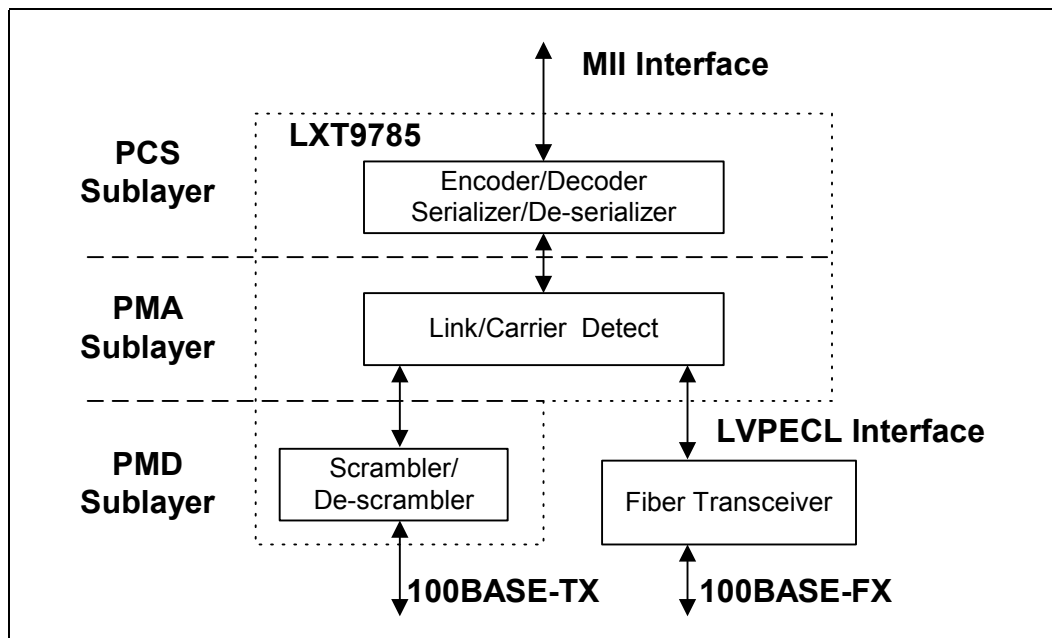 MII Interface
LXT9785
PCS
Sublayer
Encoder/Decoder
Serializer/De-serializer
PMA
Sublayer
Link/Carrier Detect
LVPECL Interface
PMD
Sublayer
Scrambler/
De-scrambler
Fiber Transceiver
100BASE-TX
100BASE-FX